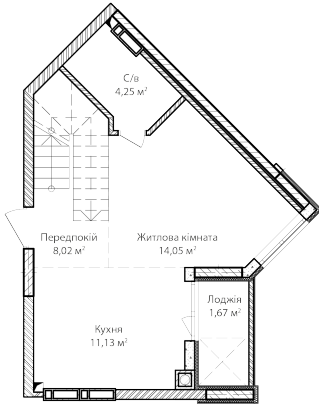 С/в
4,25 м²
Передпокій
8,02 м²
Житлова кімната
14,05 м²
Лоджія
1,67 м²
Кухня
11,13 м²